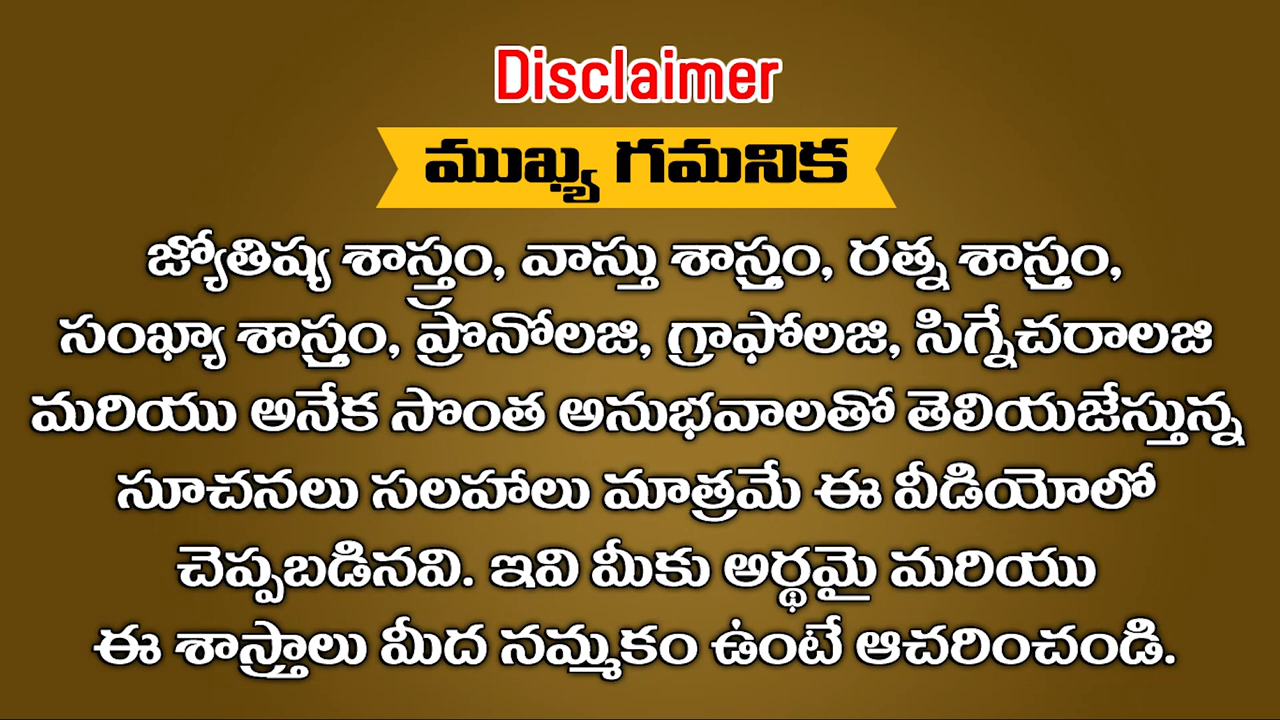 Disclaimer
ముఖ్య గమనిక
జ్యోతిష్య శాస్త్రం, వాస్తు శాస్త్రం, రత్న శాస్త్రం,
సంఖ్యా శాస్త్రం, ప్రొనోలజి, గ్రాఫోలజి, సిగ్నేచరాలజి
మరియు అనేక సొంత అనుభవాలతో తెలియజేస్తున్న
సూచనలు సలహాలు మాత్రమే ఈ వీడియోలో
చెప్పబడినవి. ఇవి మీకు అర్థమై మరియు
ఈ శాస్త్రాలు మీద నమ్మకం ఉంటే ఆచరించండి.